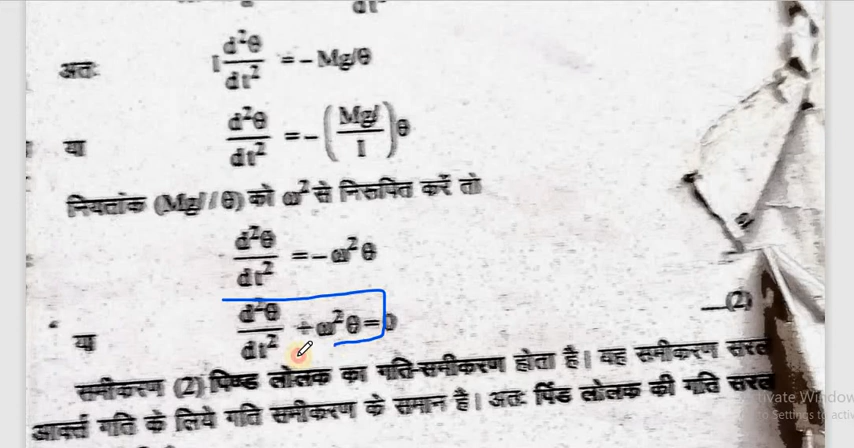 अतः I d²θ/dt² = – Mglθ
या d²θ/dt² = – (Mgl/I) θ
नियतांक (Mgl/θ) को ω² से निरूपित करें तो
d²θ/dt² = – ω²θ
या d²θ/dt² + ω²θ = 0 —(2)
समीकरण (2) पिण्ड लोलक का गति-समीकरण होता है। यह समीकरण सरल
आवर्त गति के लिये गति समीकरण के समान है। अतः पिंड लोलक की गति सरल